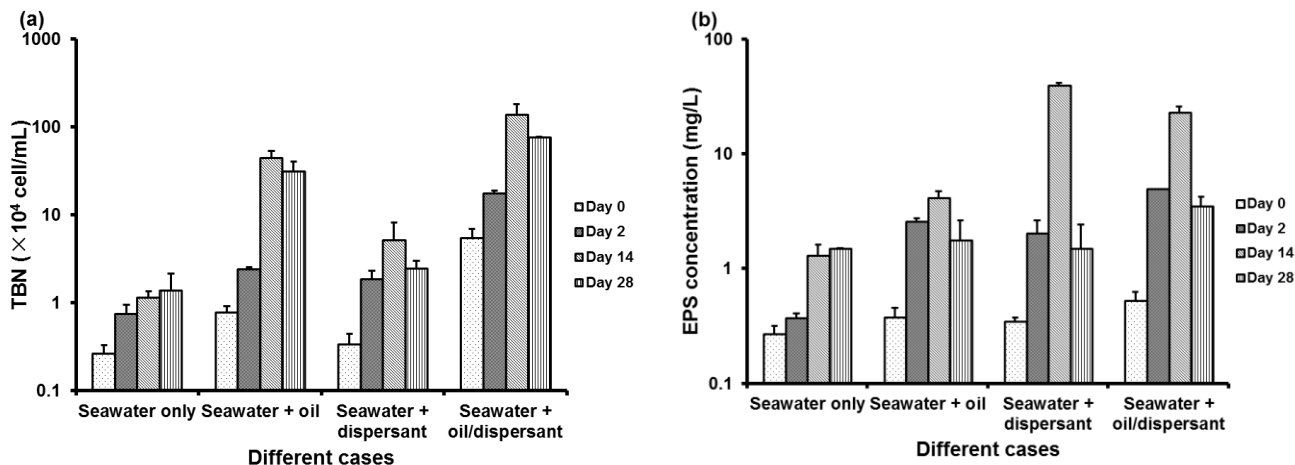 (a)
1000
100
10
1
0.1
TBN (×10⁴ cell/mL)
Seawater only
Seawater + oil
Seawater +
dispersant
Seawater +
oil/dispersant
Different cases
Day 0
Day 2
Day 14
Day 28
(b)
100
10
1
0.1
EPS concentration (mg/L)
Seawater only
Seawater + oil
Seawater +
dispersant
Seawater +
oil/dispersant
Different cases
Day 0
Day 2
Day 14
Day 28